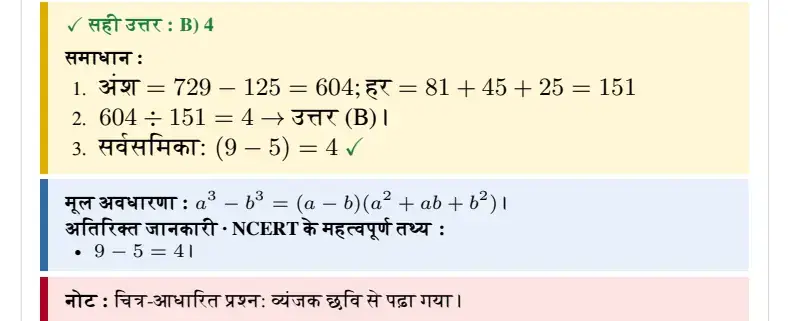 ✓ सही उत्तर : B) 4
समाधान :
1. अंश = 729 − 125 = 604; हर = 81 + 45 + 25 = 151
2. 604 ÷ 151 = 4 → उत्तर (B)।
3. सर्वसमिका: (9 − 5) = 4 ✓
मूल अवधारणा : a³ − b³ = (a − b)(a² + ab + b²)।
अतिरिक्त जानकारी · NCERT के महत्वपूर्ण तथ्य :
• 9 − 5 = 4।
नोट : चित्र-आधारित प्रश्न: व्यंजक छवि से पढ़ा गया।